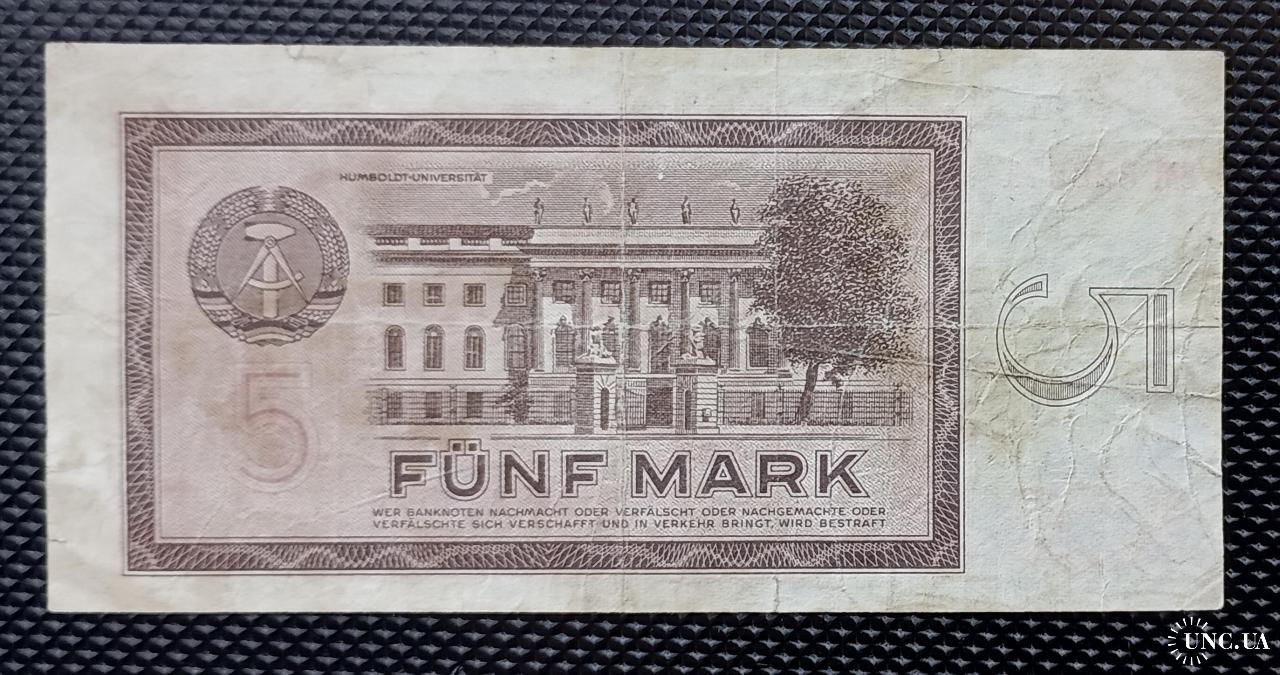 HUMBOLDT-UNIVERSITÄT
5
5
FÜNF MARK
WER BANKNOTEN NACHMACHT ODER VERFÄLSCHT ODER NACHGEMACHTE ODER
VERFÄLSCHTE SICH VERSCHAFFT UND IN VERKEHR BRINGT, WIRD BESTRAFT
UNC.UA